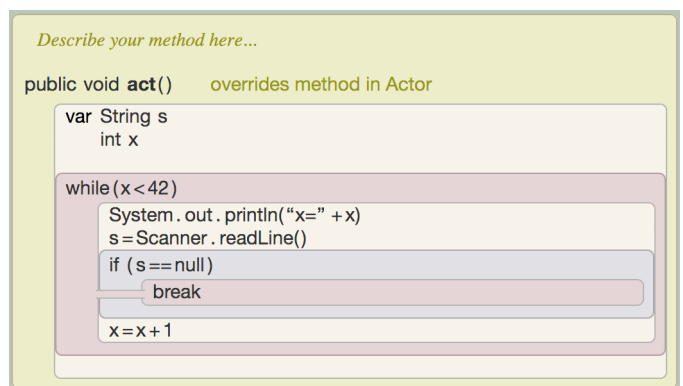 Describe your method here...
public void act() overrides method in Actor
var String s
int x
while(x<42)
System.out.println(“x=” +x)
s=Scanner.readLine()
if (s==null)
break
x=x+1